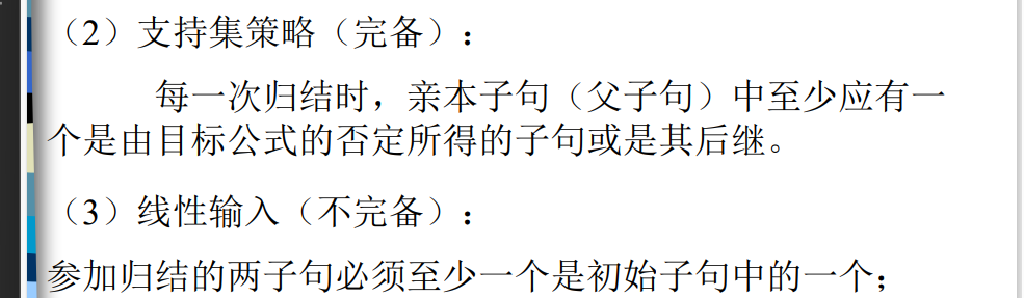 （2）支持集策略（完备）：
每一次归结时，亲本子句（父子句）中至少应有一
个是由目标公式的否定所得的子句或是其后继。
（3）线性输入（不完备）：
参加归结的两子句必须至少一个是初始子句中的一个；